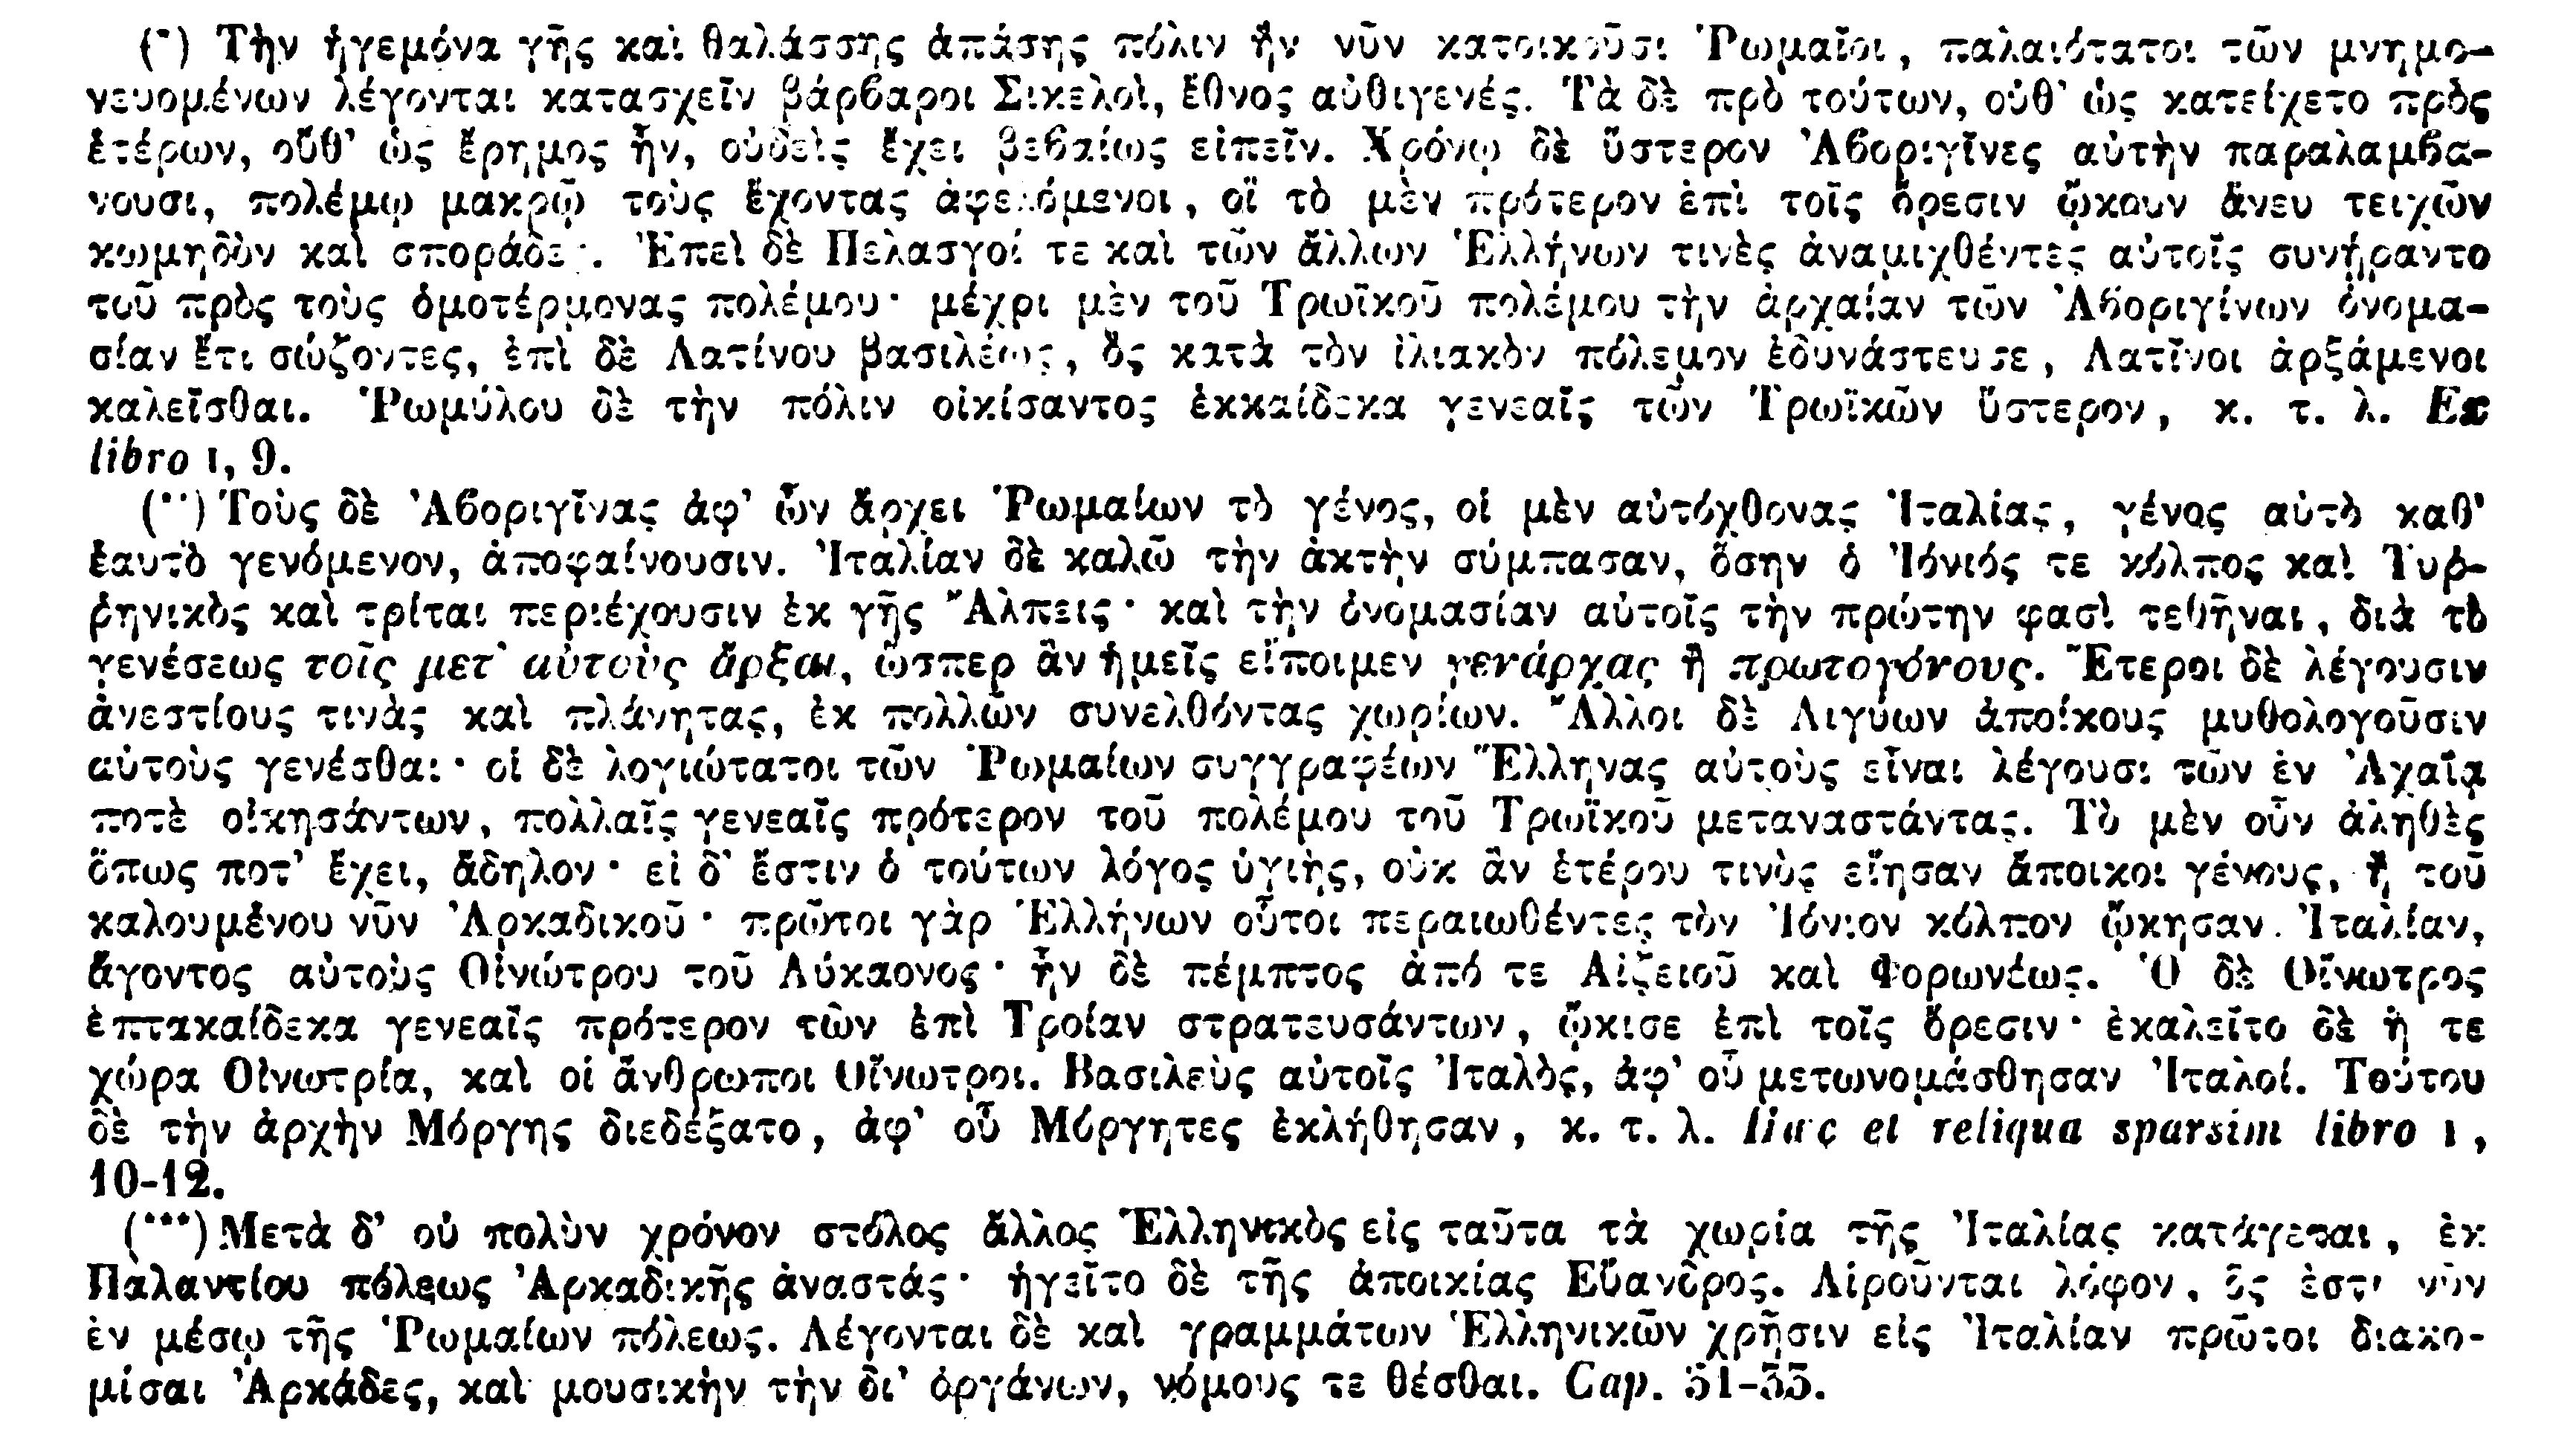 (*) Τὴν ἡγεμόνα γῆς καὶ θαλάσσης ἁπάσης πόλιν ἣν νῦν κατοικοῦσι Ῥωμαῖοι, παλαιότατοι τῶν μνημο-
νευομένων λέγονται κατασχεῖν βάρϐαροι Σικελοὶ, ἔθνος αὐθιγενές. Τὰ δὲ πρὸ τούτων, οὐθ' ὡς κατείχετο πρὸς
ἑτέρων, οὔθ' ὡς ἔρημος ἦν, οὐδεὶς ἔχει βεϐαίως εἰπεῖν. Χρόνῳ δὲ ὕστερον Ἀϐοριγῖνες αὐτὴν παραλαμϐά-
νουσι, πολέμῳ μακρῷ τοὺς ἔχοντας ἀφελόμενοι, οἳ τὸ μὲν πρότερον ἐπὶ τοῖς ὄρεσιν ᾤκουν ἄνευ τειχῶν
κωμηδὸν καὶ σποράδες. Ἐπεὶ δὲ Πελασγοί τε καὶ τῶν ἄλλων Ἑλλήνων τινὲς ἀναμιχθέντες αὐτοῖς συνήραντο
τοῦ πρὸς τοὺς ὁμοτέρμονας πολέμου· μέχρι μὲν τοῦ Τρωϊκοῦ πολέμου τὴν ἀρχαίαν τῶν Ἀϐοριγίνων ὀνομα-
σίαν ἔτι σώζοντες, ἐπὶ δὲ Λατίνου βασιλέως, ὃς κατὰ τὸν ἰλιακὸν πόλεμον ἐδυνάστευσε, Λατῖνοι ἀρξάμενοι
καλεῖσθαι. Ῥωμύλου δὲ τὴν πόλιν οἰκίσαντος ἑκκαίδεκα γενεαῖς τῶν Τρωϊκῶν ὕστερον, κ. τ. λ. Ex
libro I, 9.
(**) Τοὺς δὲ Ἀϐοριγῖνας ἀφ' ὧν ἄρχει Ῥωμαίων τὸ γένος, οἱ μὲν αὐτόχθονας Ἰταλίας, γένος αὐτὸ καθ'
ἑαυτὸ γενόμενον, ἀποφαίνουσιν. Ἰταλίαν δὲ καλῶ τὴν ἀκτὴν σύμπασαν, ὅσην ὁ Ἰόνιός τε κόλπος καὶ Τυῤ-
ῥηνικὸς καὶ τρίται περιέχουσιν ἐκ γῆς Ἄλπεις· καὶ τὴν ὀνομασίαν αὐτοῖς τὴν πρώτην φασὶ τεθῆναι, διὰ τὸ
γενέσεως τοῖς μετ' αὐτοὺς ἄρξαι, ὥσπερ ἂν ἡμεῖς εἴποιμεν γενάρχας ἢ πρωτογόνους. Ἕτεροι δὲ λέγουσιν
ἀνεστίους τινὰς καὶ πλάνητας, ἐκ πολλῶν συνελθόντας χωρίων. Ἄλλοι δὲ Λιγύων ἀποίκους μυθολογοῦσιν
αὐτοὺς γενέσθαι· οἱ δὲ λογιώτατοι τῶν Ῥωμαίων συγγραφέων Ἕλληνας αὐτοὺς εἶναι λέγουσι τῶν ἐν Ἀχαΐᾳ
ποτὲ οἰκησάντων, πολλαῖς γενεαῖς πρότερον τοῦ πολέμου τοῦ Τρωϊκοῦ μεταναστάντας. Τὸ μὲν οὖν ἀληθὲς
ὅπως ποτ' ἔχει, ἄδηλον· εἰ δ' ἔστιν ὁ τούτων λόγος ὑγιὴς, οὐκ ἂν ἑτέρου τινὸς εἴησαν ἄποικοι γένους, ἢ τοῦ
καλουμένου νῦν Ἀρκαδικοῦ· πρῶτοι γὰρ Ἑλλήνων οὗτοι περαιωθέντες τὸν Ἰόνιον κόλπον ᾤκησαν Ἰταλίαν,
ἄγοντος αὐτοὺς Οἰνώτρου τοῦ Λύκαονος· ἦν δὲ πέμπτος ἀπό τε Αἰζειοῦ καὶ Φορωνέως. Ὁ δὲ Οἴνωτρος
ἑπτακαίδεκα γενεαῖς πρότερον τῶν ἐπὶ Τροίαν στρατευσάντων, ᾤκισε ἐπὶ τοῖς ὄρεσιν· ἐκαλεῖτο δὲ ἥ τε
χώρα Οἰνωτρία, καὶ οἱ ἄνθρωποι Οἴνωτροι. Βασιλεὺς αὐτοῖς Ἰταλὸς, ἀφ' οὗ μετωνομάσθησαν Ἰταλοί. Τούτου
δὲ τὴν ἀρχὴν Μόργης διεδέξατο, ἀφ' οὗ Μόργητες ἐκλήθησαν, κ. τ. λ. Hæc et reliqua sparsim libro I,
10-12.
(***) Μετὰ δ' οὐ πολὺν χρόνον στόλος ἄλλος Ἑλληνικὸς εἰς ταῦτα τὰ χωρία τῆς Ἰταλίας κατάγεται, ἐκ
Παλαντίου πόλεως Ἀρκαδικῆς ἀναστάς· ἡγεῖτο δὲ τῆς ἀποικίας Εὔανδρος. Αἱροῦνται λόφον, ὅς ἐστι νῦν
ἐν μέσῳ τῆς Ῥωμαίων πόλεως. Λέγονται δὲ καὶ γραμμάτων Ἑλληνικῶν χρῆσιν εἰς Ἰταλίαν πρῶτοι διακο-
μίσαι Ἀρκάδες, καὶ μουσικὴν τὴν δι' ὀργάνων, νόμους τε θέσθαι. Cap. 31-33.